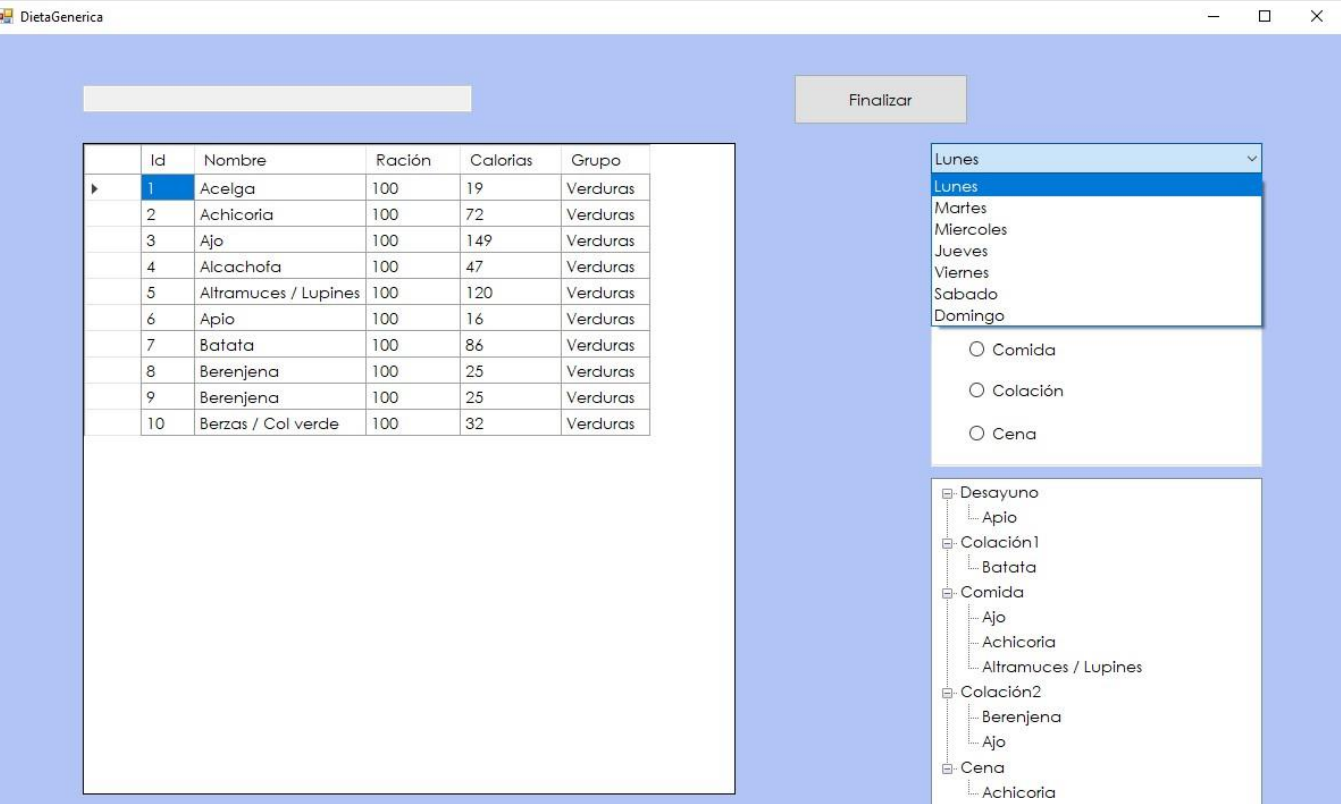 DietaGenerica
Finalizar
Id Nombre Ración Calorias Grupo
1 Acelga 100 19 Verduras
2 Achicoria 100 72 Verduras
3 Ajo 100 149 Verduras
4 Alcachofa 100 47 Verduras
5 Altramuces / Lupines 100 120 Verduras
6 Apio 100 16 Verduras
7 Batata 100 86 Verduras
8 Berenjena 100 25 Verduras
9 Berenjena 100 25 Verduras
10 Berzas / Col verde 100 32 Verduras
Lunes
Lunes
Martes
Miercoles
Jueves
Viernes
Sabado
Domingo
Comida
Colación
Cena
Desayuno
Apio
Colación1
Batata
Comida
Ajo
Achicoria
Altramuces / Lupines
Colación2
Berenjena
Ajo
Cena
Achicoria